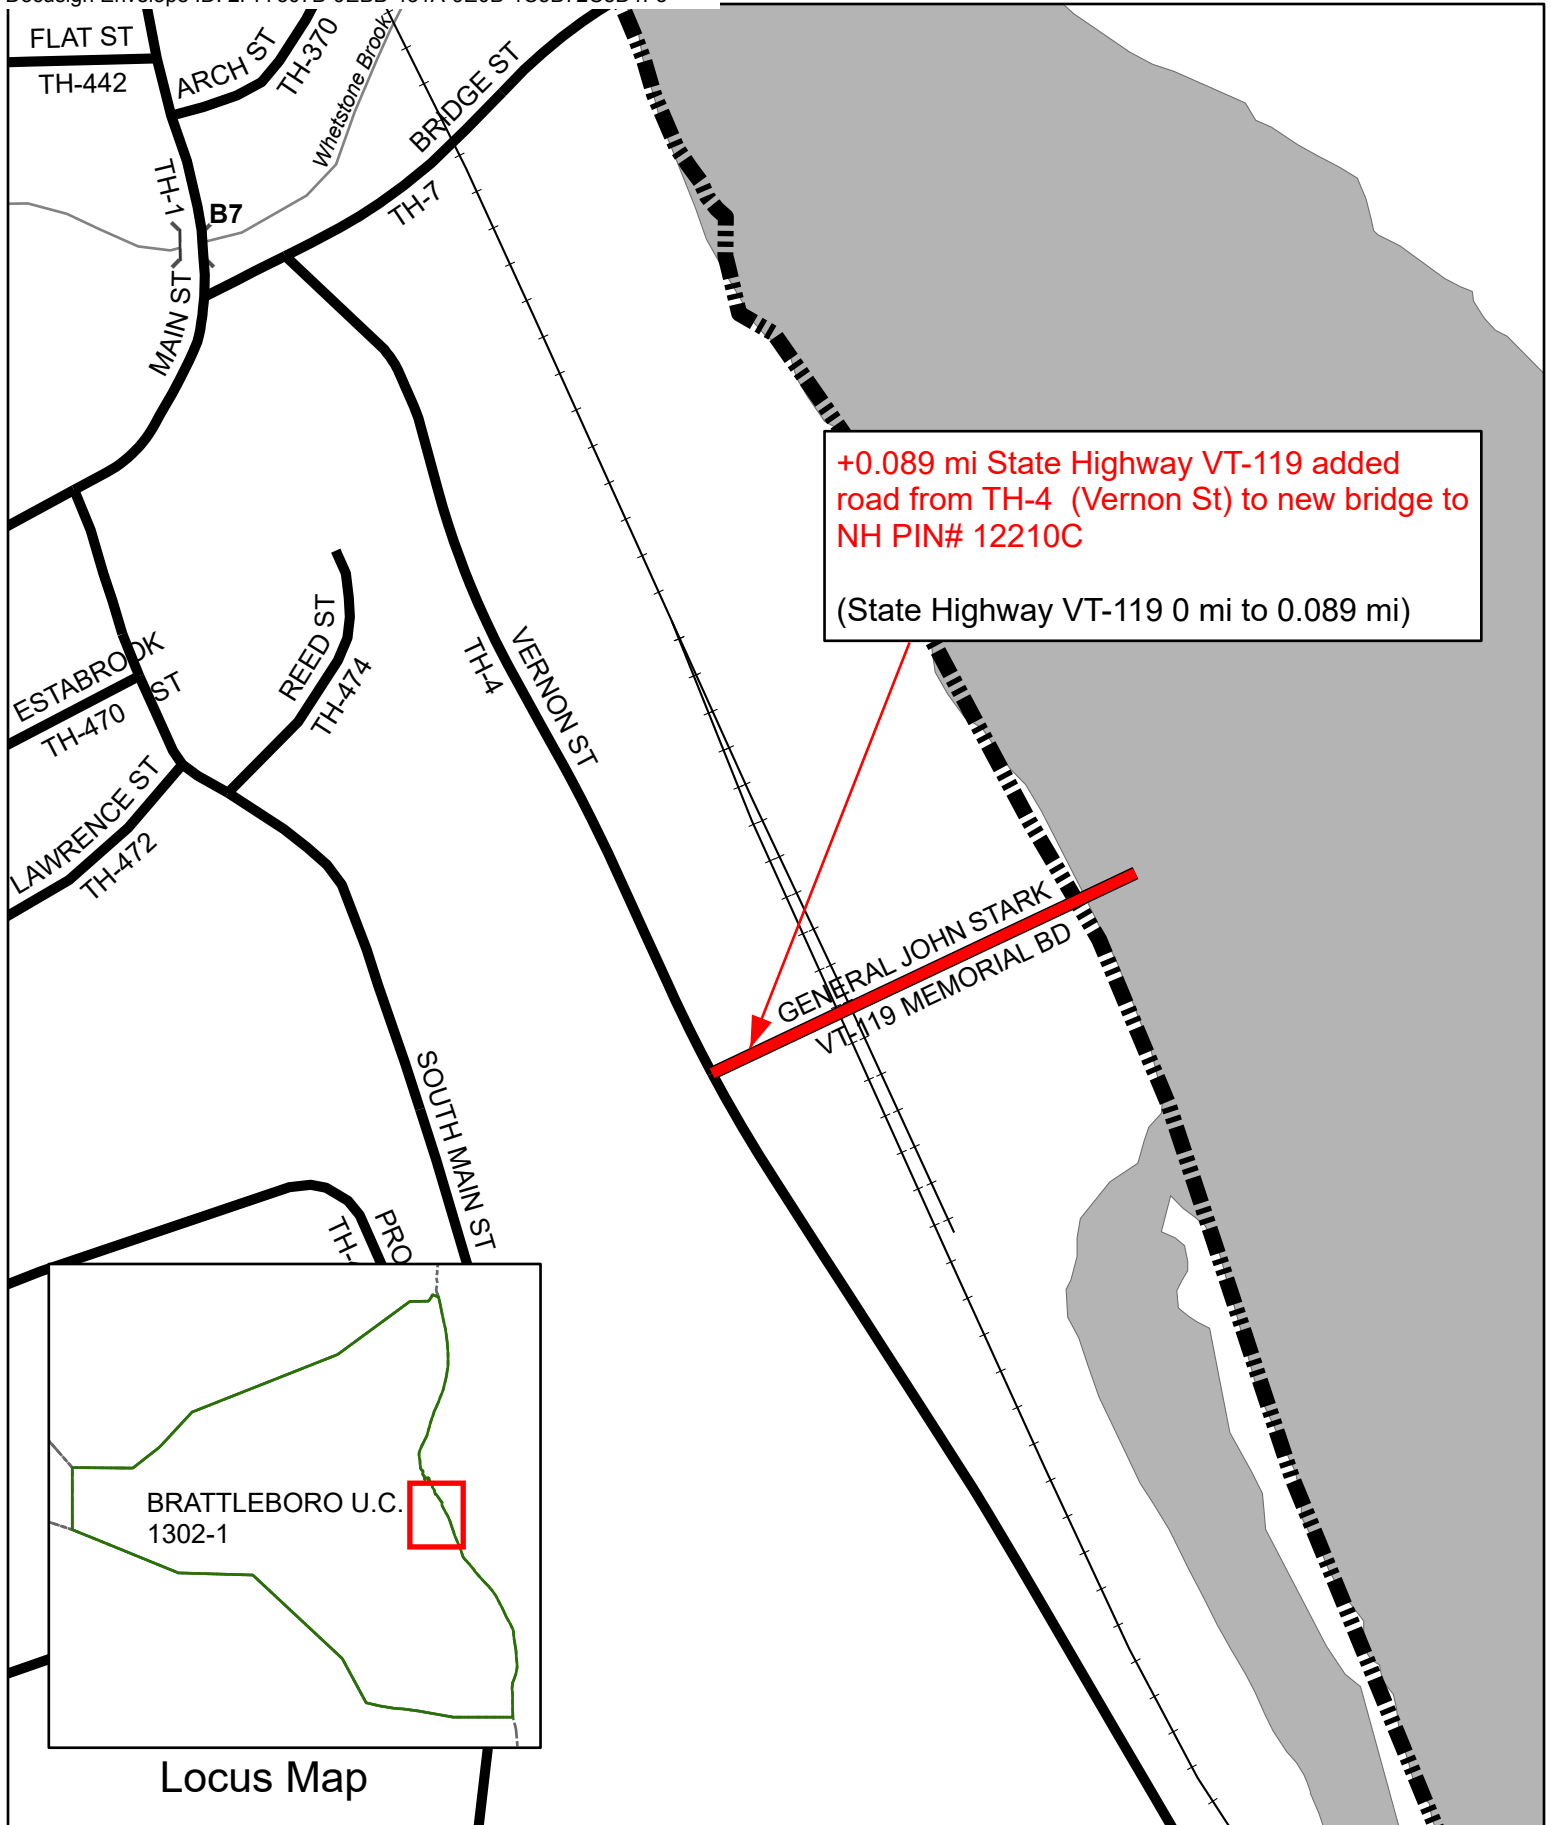 FLAT ST
TH-442
ARCH ST
TH-370
Whetstone Brook
BRIDGE ST
TH-7
TH-1
B7
MAIN ST
+0.089 mi State Highway VT-119 added
road from TH-4 (Vernon St) to new bridge to
NH PIN# 12210C
(State Highway VT-119 0 mi to 0.089 mi)
ESTABROOK
ST
TH-470
REED ST
TH-474
VERNON ST
TH-4
LAWRENCE ST
TH-472
GENERAL JOHN STARK
VT-119 MEMORIAL BD
SOUTH MAIN ST
PRO
TH-
BRATTLEBORO U.C.
1302-1
Locus Map